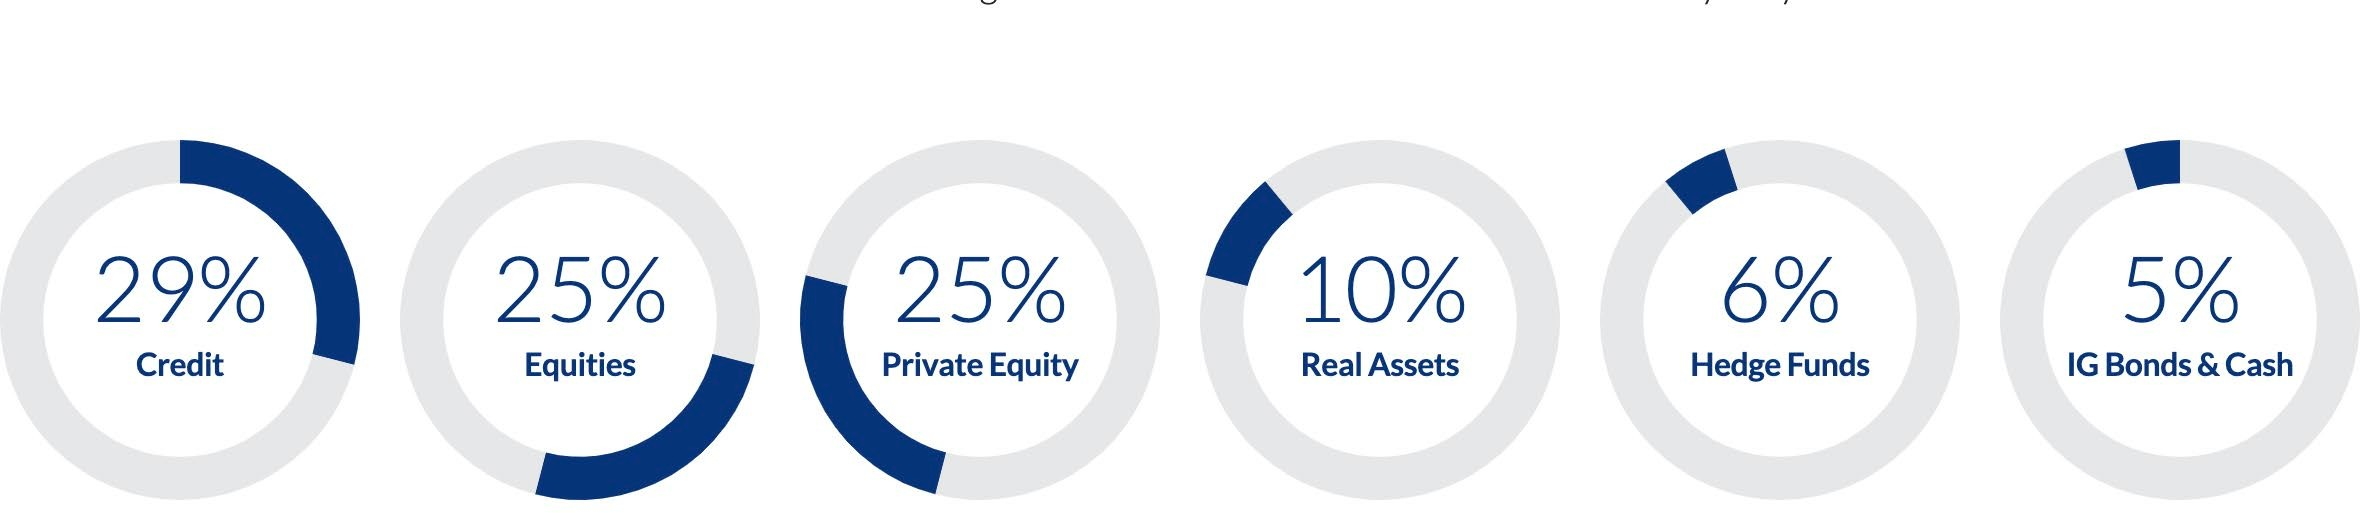 29%
Credit
25%
Equities
25%
Private Equity
10%
Real Assets
6%
Hedge Funds
5%
IG Bonds & Cash